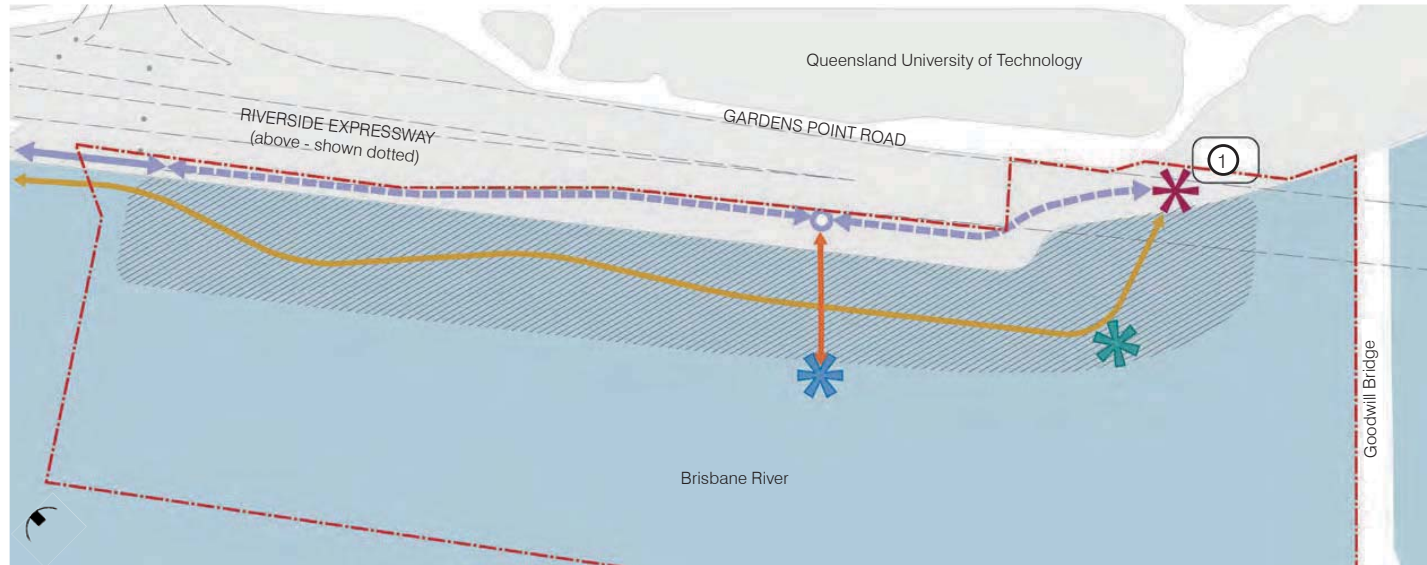 Queensland University of Technology
GARDENS POINT ROAD
RIVERSIDE EXPRESSWAY
(above - shown dotted)
1
Goodwill Bridge
Brisbane River